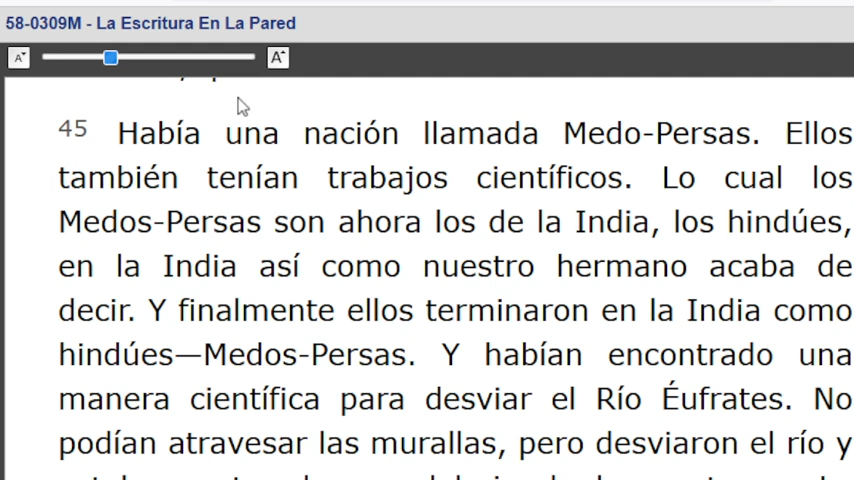 58-0309M - La Escritura En La Pared
A A
45 Había una nación llamada Medo-Persas. Ellos
también tenían trabajos científicos. Lo cual los
Medos-Persas son ahora los de la India, los hindúes,
en la India así como nuestro hermano acaba de
decir. Y finalmente ellos terminaron en la India como
hindúes—Medos-Persas. Y habían encontrado una
manera científica para desviar el Río Éufrates. No
podían atravesar las murallas, pero desviaron el río y